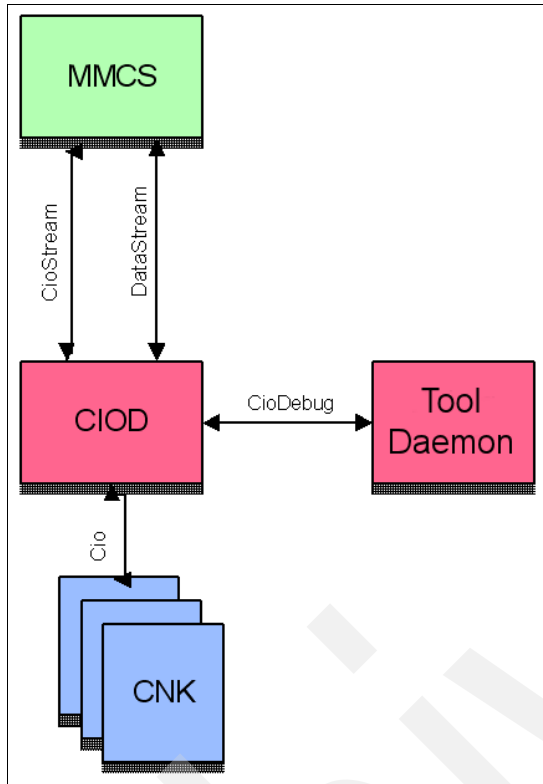 MMCS
CioStream
DataStream
CIOD
CioDebug
Tool
Daemon
Cio
CNK